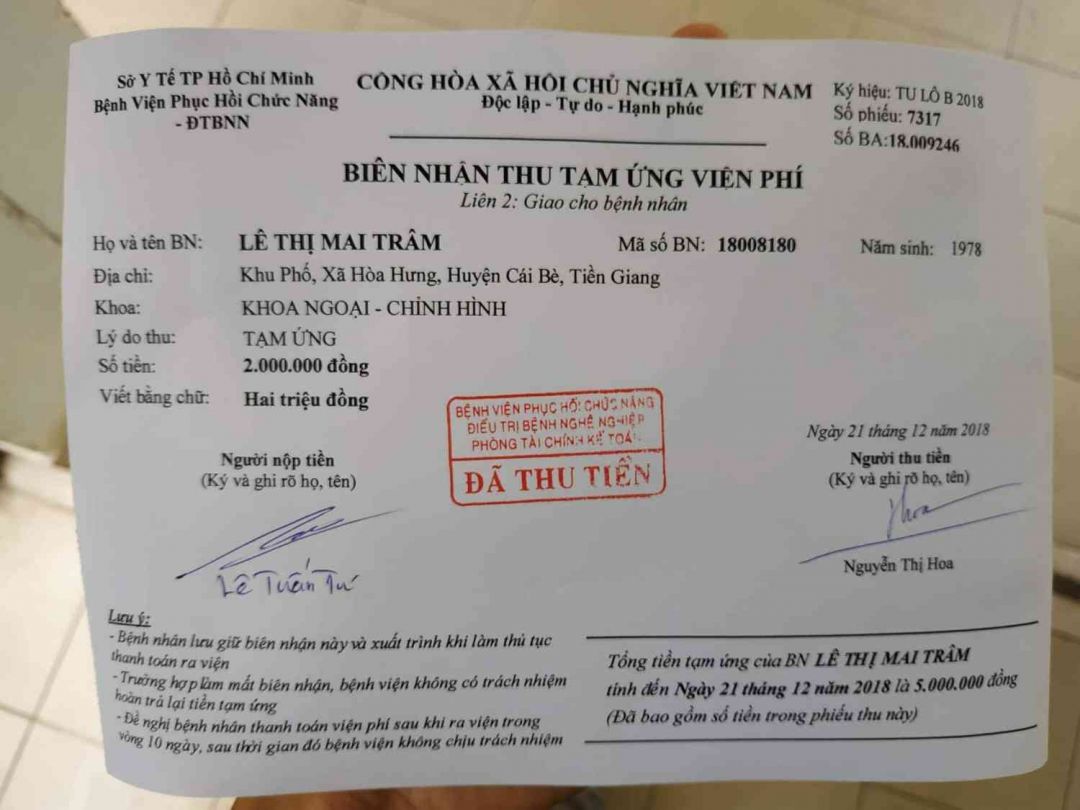 Sở Y Tế TP Hồ Chí Minh
Bệnh Viện Phục Hồi Chức Năng
- ĐTBNN
CỘNG HÒA XÃ HỘI CHỦ NGHĨA VIỆT NAM
Độc lập - Tự do - Hạnh phúc
Ký hiệu: TU LÔ B 2018
Số phiếu: 7317
Số BA:18.009246
BIÊN NHẬN THU TẠM ỨNG VIỆN PHÍ
Liên 2: Giao cho bệnh nhân
Họ và tên BN: LÊ THỊ MAI TRÂM Mã số BN: 18008180 Năm sinh: 1978
Địa chỉ: Khu Phố, Xã Hòa Hưng, Huyện Cái Bè, Tiền Giang
Khoa: KHOA NGOẠI - CHỈNH HÌNH
Lý do thu: TẠM ỨNG
Số tiền: 2.000.000 đồng
Viết bằng chữ: Hai triệu đồng
BỆNH VIỆN PHỤC HỒI CHỨC NĂNG
ĐIỀU TRỊ BỆNH NGHỀ NGHIỆP
PHÒNG TÀI CHÍNH KẾ TOÁN
ĐÃ THU TIỀN
Ngày 21 tháng 12 năm 2018
Người nộp tiền
(Ký và ghi rõ họ, tên)
Lê Tuấn Tú
Người thu tiền
(Ký và ghi rõ họ, tên)
Hoa
Nguyễn Thị Hoa
Lưu ý:
- Bệnh nhân lưu giữ biên nhận này và xuất trình khi làm thủ tục
thanh toán ra viện
- Trường hợp làm mất biên nhận, bệnh viện không có trách nhiệm
hoàn trả lại tiền tạm ứng
- Đề nghị bệnh nhân thanh toán viện phí sau khi ra viện trong
vòng 10 ngày, sau thời gian đó bệnh viện không chịu trách nhiệm
Tổng tiền tạm ứng của BN LÊ THỊ MAI TRÂM
tính đến Ngày 21 tháng 12 năm 2018 là 5.000.000 đồng
(Đã bao gồm số tiền trong phiếu thu này)